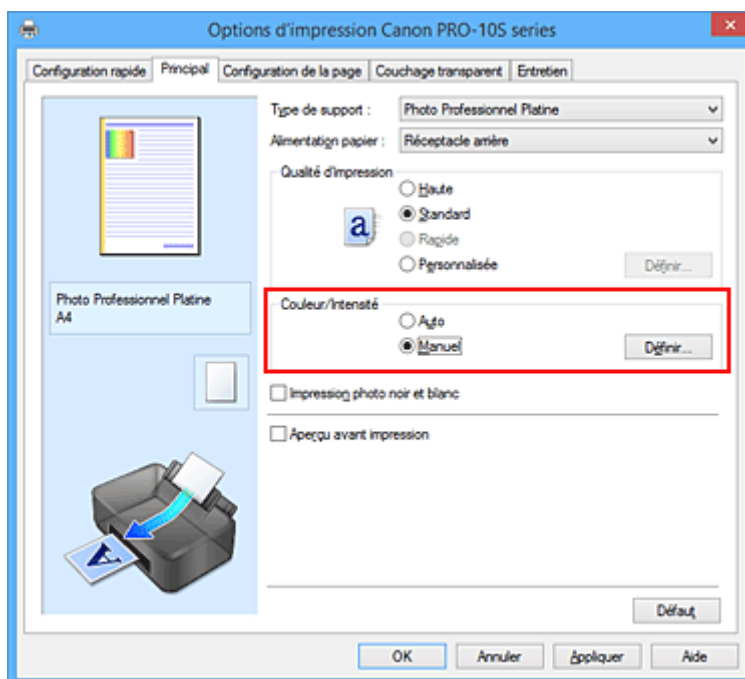 Options d'impression Canon PRO-10S series
Configuration rapide Principal Configuration de la page Couchage transparent Entretien
Type de support : Photo Professionnel Platine
Alimentation papier : Réceptacle arrière
Qualité d'impression
Haute
a Standard
Rapide
Personnalisée Définir...
Photo Professionnel Platine
A4
Couleur/Intensité
Auto
Manuel Définir...
Impression photo noir et blanc
Aperçu avant impression
A
Défaut
OK Annuler Appliquer Aide